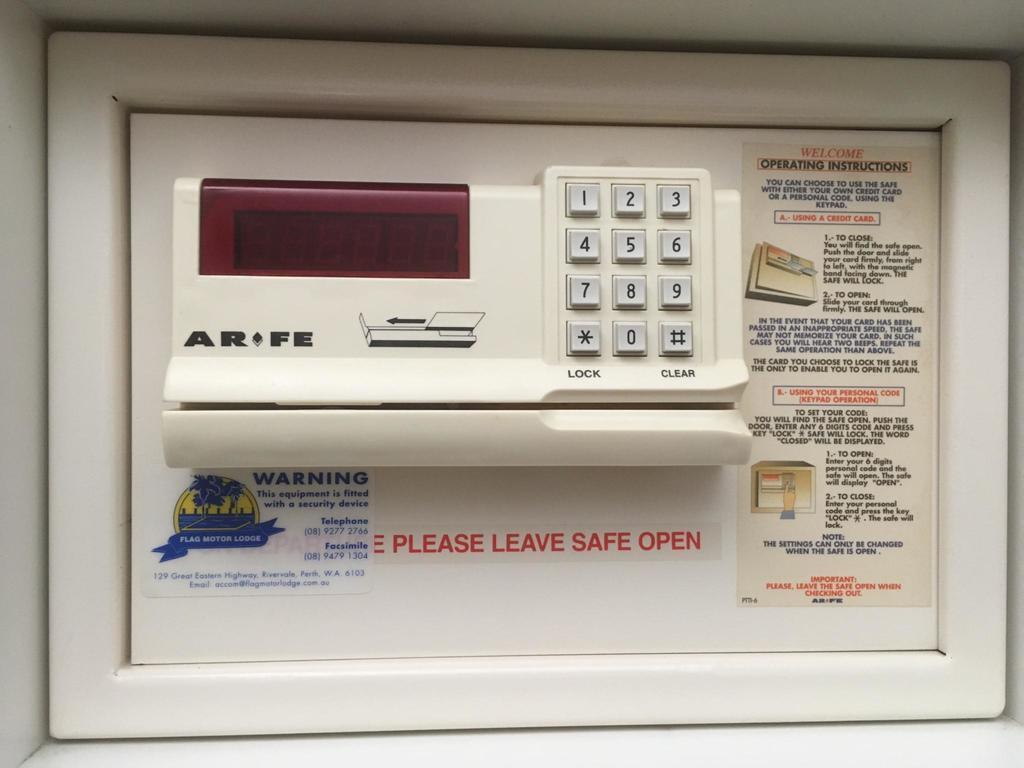 ARFE
1 2 3
4 5 6
7 8 9
* 0 #
LOCK CLEAR
WARNING
This equipment is fitted
with a security device
Telephone
(08) 9277 2766
Facsimile
(08) 9479 1304
FLAG MOTOR LODGE
129 Great Eastern Highway, Rivervale, Perth, W.A. 6103
Email: accom@flagmotorlodge.com.au
E PLEASE LEAVE SAFE OPEN
WELCOME
OPERATING INSTRUCTIONS
YOU CAN CHOOSE TO USE THE SAFE
WITH EITHER YOUR OWN CREDIT CARD
OR A PERSONAL CODE, USING THE
KEYPAD.
A.- USING A CREDIT CARD.
1.- TO CLOSE:
You will find the safe open.
Push the door and slide
your card firmly, from right
to left, with the magnetic
band facing down. THE
SAFE WILL LOCK.
2.- TO OPEN:
Slide your card through
firmly. THE SAFE WILL OPEN.
IN THE EVENT THAT YOUR CARD HAS BEEN
PASSED IN AN INAPPROPRIATE SPEED, THE SAFE
MAY NOT MEMORIZE YOUR CARD. IN SUCH
CASES YOU WILL HEAR TWO BEEPS. REPEAT THE
SAME OPERATION THAN ABOVE.
THE CARD YOU CHOOSE TO LOCK THE SAFE IS
THE ONLY TO ENABLE YOU TO OPEN IT AGAIN.
B.- USING YOUR PERSONAL CODE
(KEYPAD OPERATION)
TO SET YOUR CODE:
YOU WILL FIND THE SAFE OPEN. PUSH THE
DOOR, ENTER ANY 6 DIGITS CODE AND PRESS
KEY "LOCK" * SAFE WILL LOCK. THE WORD
"CLOSED" WILL BE DISPLAYED.
1.- TO OPEN:
Enter your 6 digits
personal code and the
safe will open. The safe
will display "OPEN".
2.- TO CLOSE:
Enter your personal
code and press the key
"LOCK" *. The safe will
lock.
NOTE:
THE SETTINGS CAN ONLY BE CHANGED
WHEN THE SAFE IS OPEN.
IMPORTANT:
PLEASE, LEAVE THE SAFE OPEN WHEN
CHECKING OUT.
PTTI-6 ARFE